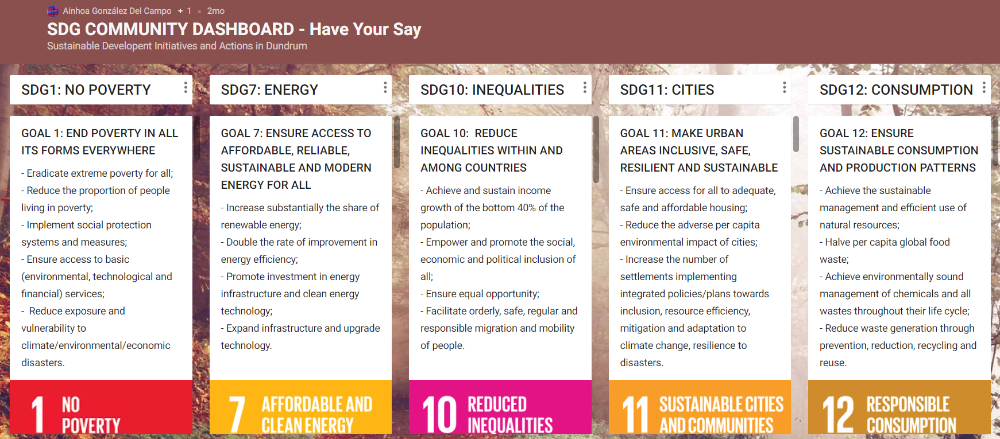 Ainhoa González Del Campo + 1 • 2mo
SDG COMMUNITY DASHBOARD - Have Your Say
Sustainable Developent Initiatives and Actions in Dundrum
SDG1: NO POVERTY
GOAL 1: END POVERTY IN ALL
ITS FORMS EVERYWHERE
- Eradicate extreme poverty for all;
- Reduce the proportion of people
living in poverty;
- Implement social protection
systems and measures;
- Ensure access to basic
(environmental, technological and
financial) services;
- Reduce exposure and
vulnerability to
climate/environmental/economic
disasters.
1 NO
POVERTY
SDG7: ENERGY
GOAL 7: ENSURE ACCESS TO
AFFORDABLE, RELIABLE,
SUSTAINABLE AND MODERN
ENERGY FOR ALL
- Increase substantially the share of
renewable energy;
- Double the rate of improvement in
energy efficiency;
- Promote investment in energy
infrastructure and clean energy
technology;
- Expand infrastructure and upgrade
technology.
7 AFFORDABLE AND
CLEAN ENERGY
SDG10: INEQUALITIES
GOAL 10: REDUCE
INEQUALITIES WITHIN AND
AMONG COUNTRIES
- Achieve and sustain income
growth of the bottom 40% of the
population;
- Empower and promote the social,
economic and political inclusion of
all;
- Ensure equal opportunity;
- Facilitate orderly, safe, regular and
responsible migration and mobility
of people.
10 REDUCED
INEQUALITIES
SDG11: CITIES
GOAL 11: MAKE URBAN
AREAS INCLUSIVE, SAFE,
RESILIENT AND SUSTAINABLE
- Ensure access for all to adequate,
safe and affordable housing;
- Reduce the adverse per capita
environmental impact of cities;
- Increase the number of
settlements implementing
integrated policies/plans towards
inclusion, resource efficiency,
mitigation and adaptation to
climate change, resilience to
disasters.
11 SUSTAINABLE CITIES
AND COMMUNITIES
SDG12: CONSUMPTION
GOAL 12: ENSURE
SUSTAINABLE CONSUMPTION
AND PRODUCTION PATTERNS
- Achieve the sustainable
management and efficient use of
natural resources;
- Halve per capita global food
waste;
- Achieve environmentally sound
management of chemicals and all
wastes throughout their life cycle;
- Reduce waste generation through
prevention, reduction, recycling and
reuse.
12 RESPONSIBLE
CONSUMPTION